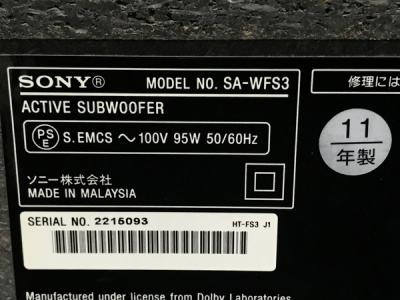 SONY® MODEL NO. SA-WFS3
ACTIVE SUBWOOFER
PSE S.EMCS ～100V 95W 50/60Hz
ソニー株式会社
MADE IN MALAYSIA
SERIAL NO. 2215093
HT-FS3 J1
Manufactured under license from Dolby Laboratories
修理には
11
年製